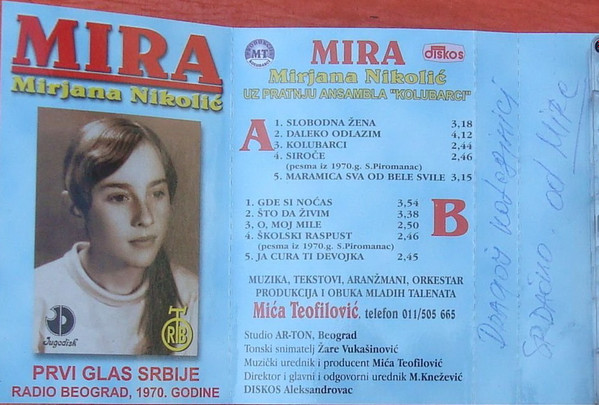 MIRA
Mirjana Nikolić
Jugodisk
RTB
PRVI GLAS SRBIJE
RADIO BEOGRAD, 1970. GODINE
MT
diskos
MIRA
Mirjana Nikolić
UZ PRATNJU ANSAMBLA "KOLUBARCI"
A
1. SLOBODNA ŽENA 3,18
2. DALEKO ODLAZIM 4,12
3. KOLUBARCI 2,44
4. SIROČE 2,46
(pesma iz 1970.g. S.Piromanac)
5. MARAMICA SVA OD BELE SVILE 3,15
B
1. GDE SI NOĆAS 3,54
2. ŠTO DA ŽIVIM 3,38
3. O, MOJ MILE 2,50
4. ŠKOLSKI RASPUST 2,46
(pesma iz 1970.g. S.Piromanac)
5. JA CURA TI DEVOJKA 2,45
MUZIKA, TEKSTOVI, ARANŽMANI, ORKESTAR
PRODUKCIJA I OBUKA MLADIH TALENATA
Mića Teofilović, telefon 011/505 665
Studio AR-TON, Beograd
Tonski snimatelj Žare Vukašinović
Muzički urednik i producent Mića Teofilović
Direktor i glavni i odgovorni urednik M.Knežević
DISKOS Aleksandrovac
od Mire